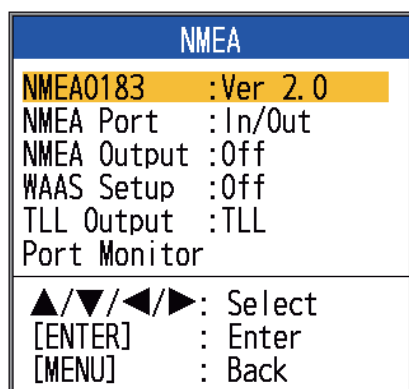 NMEA
NMEA0183 :Ver 2.0
NMEA Port :In/Out
NMEA Output :Off
WAAS Setup :Off
TLL Output :TLL
Port Monitor
▲/▼/◀/▶: Select
[ENTER] : Enter
[MENU] : Back